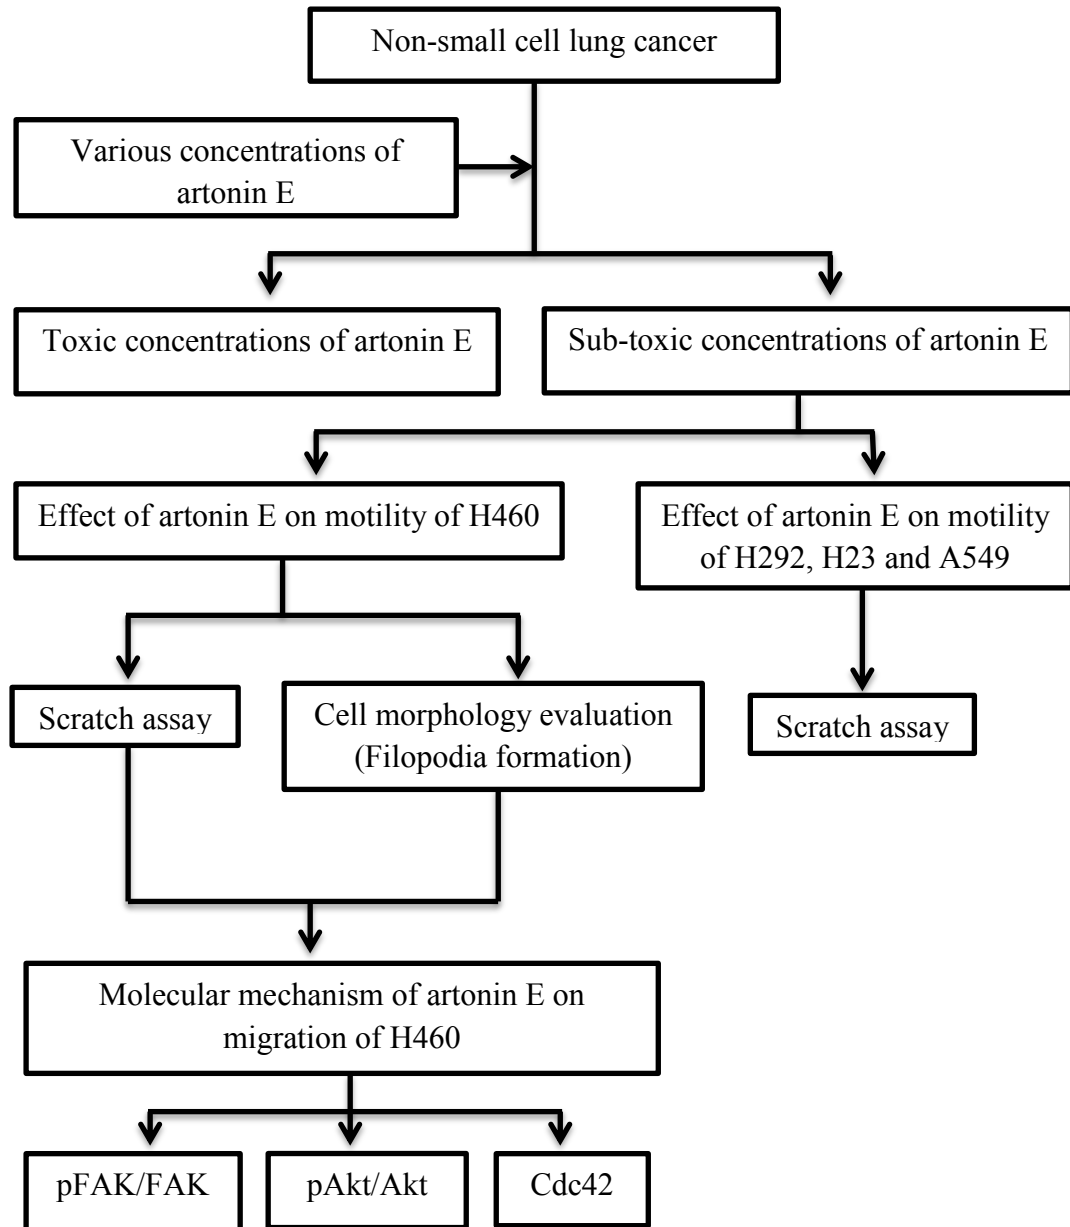 Non-small cell lung cancer
Various concentrations of
artonin E
Toxic concentrations of artonin E
Sub-toxic concentrations of artonin E
Effect of artonin E on motility of H460
Effect of artonin E on motility
of H292, H23 and A549
Scratch assay
Cell morphology evaluation
(Filopodia formation)
Scratch assay
Molecular mechanism of artonin E on
migration of H460
pFAK/FAK
pAkt/Akt
Cdc42